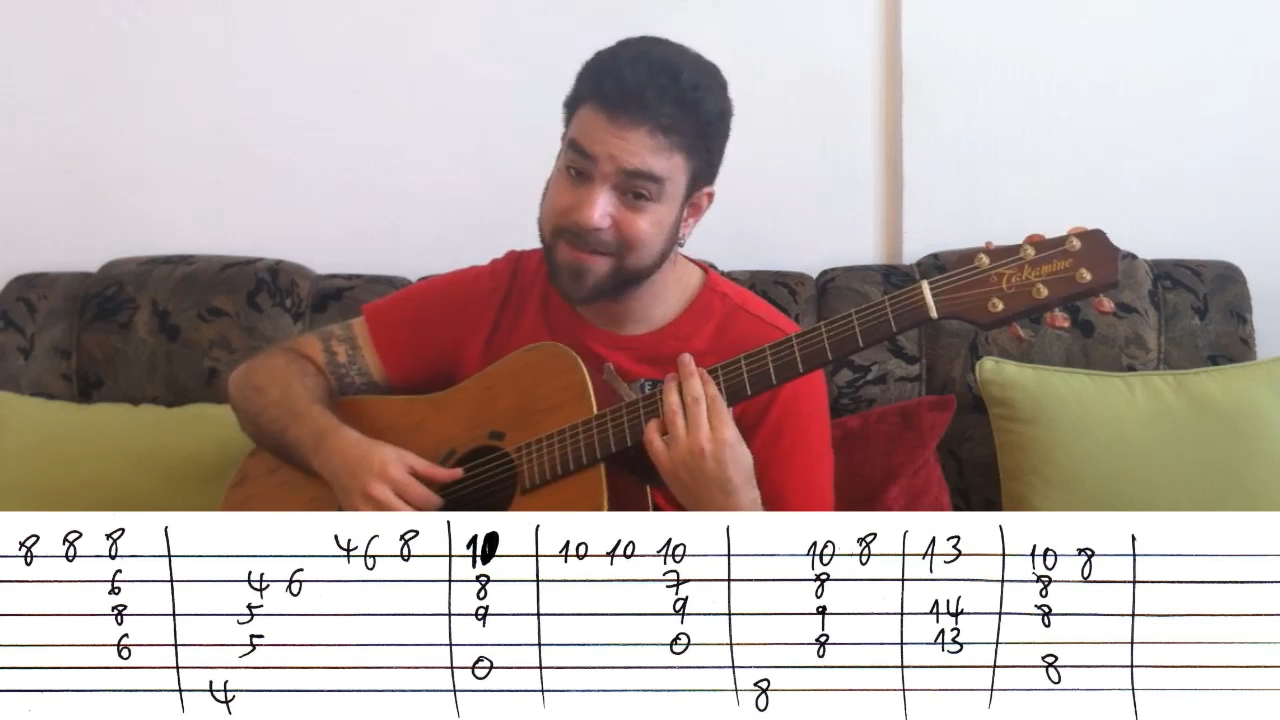 Takamine
8 8 8 4 6 8 10 10 10 10 10 8 13 10 8
6 4 6 8 7 8 8
8 5 9 9 9 14 8
6 5 0 8 13
0 8
4 8